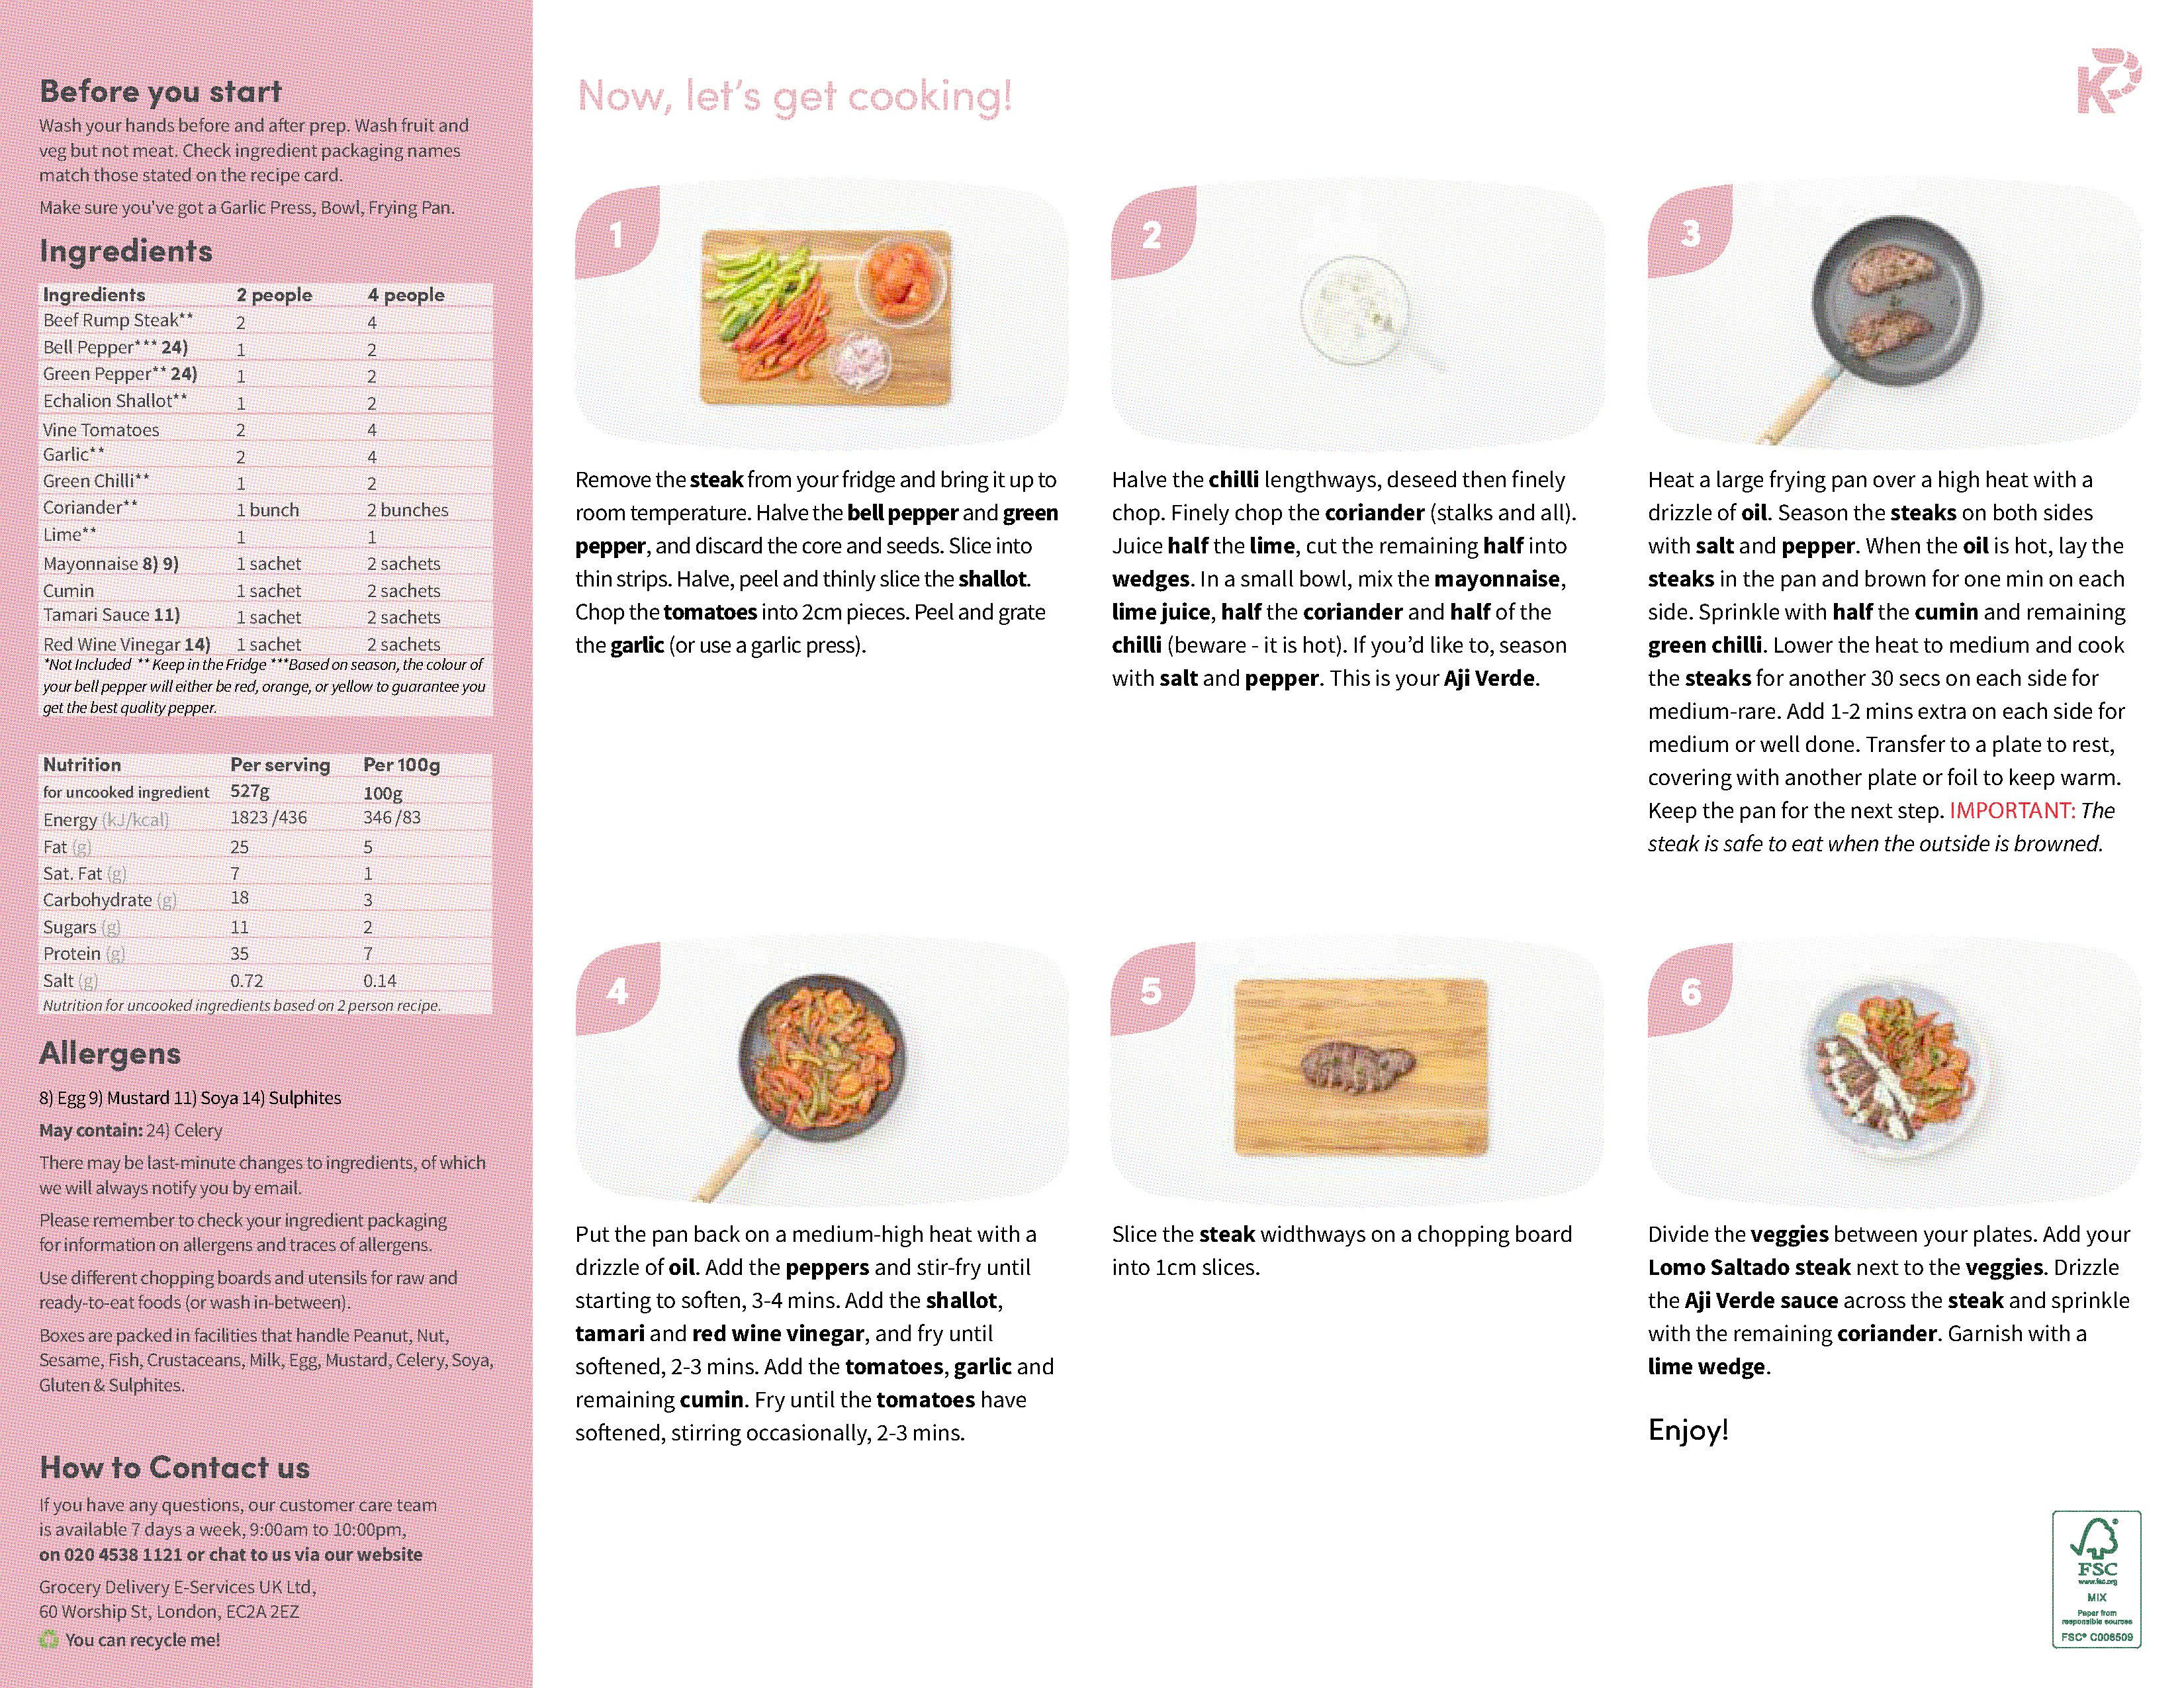 Before you start
Wash your hands before and after prep. Wash fruit and
veg but not meat. Check ingredient packaging names
match those stated on the recipe card.
Make sure you've got a Garlic Press, Bowl, Frying Pan.
Ingredients
Ingredients 2 people 4 people
Beef Rump Steak** 2 4
Bell Pepper*** 24) 1 2
Green Pepper** 24) 1 2
Echalion Shallot** 1 2
Vine Tomatoes 2 4
Garlic** 2 4
Green Chilli** 1 2
Coriander** 1 bunch 2 bunches
Lime** 1 1
Mayonnaise 8) 9) 1 sachet 2 sachets
Cumin 1 sachet 2 sachets
Tamari Sauce 11) 1 sachet 2 sachets
Red Wine Vinegar 14) 1 sachet 2 sachets
*Not Included ** Keep in the Fridge ***Based on season, the colour of
your bell pepper will either be red, orange, or yellow to guarantee you
get the best quality pepper.
Nutrition Per serving Per 100g
for uncooked ingredient 527g 100g
Energy (kJ/kcal) 1823 /436 346 /83
Fat (g) 25 5
Sat. Fat (g) 7 1
Carbohydrate (g) 18 3
Sugars (g) 11 2
Protein (g) 35 7
Salt (g) 0.72 0.14
Nutrition for uncooked ingredients based on 2 person recipe.
Allergens
8) Egg 9) Mustard 11) Soya 14) Sulphites
May contain: 24) Celery
There may be last-minute changes to ingredients, of which
we will always notify you by email.
Please remember to check your ingredient packaging
for information on allergens and traces of allergens.
Use different chopping boards and utensils for raw and
ready-to-eat foods (or wash in-between).
Boxes are packed in facilities that handle Peanut, Nut,
Sesame, Fish, Crustaceans, Milk, Egg, Mustard, Celery, Soya,
Gluten & Sulphites.
How to Contact us
If you have any questions, our customer care team
is available 7 days a week, 9:00am to 10:00pm,
on 020 4538 1121 or chat to us via our website
Grocery Delivery E-Services UK Ltd,
60 Worship St, London, EC2A 2EZ
You can recycle me!
Now, let's get cooking!
K
1
Remove the steak from your fridge and bring it up to
room temperature. Halve the bell pepper and green
pepper, and discard the core and seeds. Slice into
thin strips. Halve, peel and thinly slice the shallot.
Chop the tomatoes into 2cm pieces. Peel and grate
the garlic (or use a garlic press).
2
Halve the chilli lengthways, deseed then finely
chop. Finely chop the coriander (stalks and all).
Juice half the lime, cut the remaining half into
wedges. In a small bowl, mix the mayonnaise,
lime juice, half the coriander and half of the
chilli (beware - it is hot). If you'd like to, season
with salt and pepper. This is your Aji Verde.
3
Heat a large frying pan over a high heat with a
drizzle of oil. Season the steaks on both sides
with salt and pepper. When the oil is hot, lay the
steaks in the pan and brown for one min on each
side. Sprinkle with half the cumin and remaining
green chilli. Lower the heat to medium and cook
the steaks for another 30 secs on each side for
medium-rare. Add 1-2 mins extra on each side for
medium or well done. Transfer to a plate to rest,
covering with another plate or foil to keep warm.
Keep the pan for the next step. IMPORTANT: The
steak is safe to eat when the outside is browned.
4
Put the pan back on a medium-high heat with a
drizzle of oil. Add the peppers and stir-fry until
starting to soften, 3-4 mins. Add the shallot,
tamari and red wine vinegar, and fry until
softened, 2-3 mins. Add the tomatoes, garlic and
remaining cumin. Fry until the tomatoes have
softened, stirring occasionally, 2-3 mins.
5
Slice the steak widthways on a chopping board
into 1cm slices.
6
Divide the veggies between your plates. Add your
Lomo Saltado steak next to the veggies. Drizzle
the Aji Verde sauce across the steak and sprinkle
with the remaining coriander. Garnish with a
lime wedge.
Enjoy!
FSC
www.fsc.org
MIX
Paper from
responsible sources
FSC® C006509